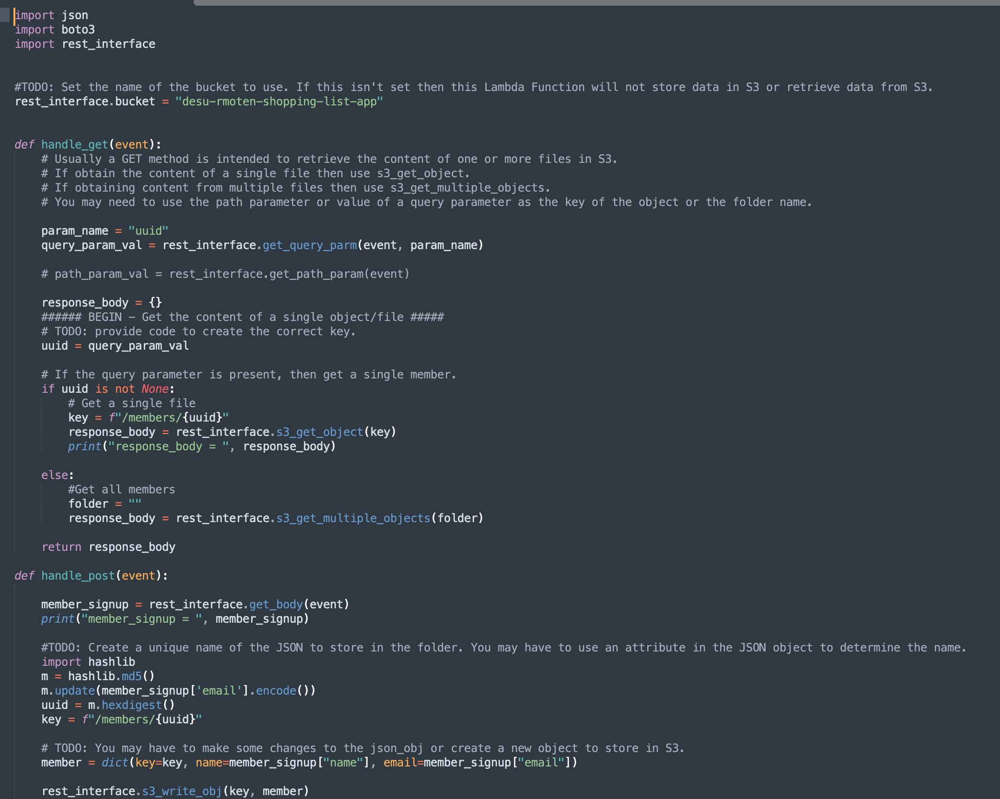 import json
import boto3
import rest_interface
#TODO: Set the name of the bucket to use. If this isn't set then this Lambda Function will not store data in S3 or retrieve data from S3.
rest_interface.bucket = "desu-rmoten-shopping-list-app"
def handle_get(event):
    # Usually a GET method is intended to retrieve the content of one or more files in S3.
    # If obtain the content of a single file then use s3_get_object.
    # If obtaining content from multiple files then use s3_get_multiple_objects.
    # You may need to use the path parameter or value of a query parameter as the key of the object or the folder name.
    param_name = "uuid"
    query_param_val = rest_interface.get_query_parm(event, param_name)
    # path_param_val = rest_interface.get_path_param(event)
    response_body = {}
    ###### BEGIN - Get the content of a single object/file #####
    # TODO: provide code to create the correct key.
    uuid = query_param_val
    # If the query parameter is present, then get a single member.
    if uuid is not None:
        # Get a single file
        key = f"/members/{uuid}"
        response_body = rest_interface.s3_get_object(key)
        print("response_body = ", response_body)
    else:
        #Get all members
        folder = ""
        response_body = rest_interface.s3_get_multiple_objects(folder)
    return response_body
def handle_post(event):
    member_signup = rest_interface.get_body(event)
    print("member_signup = ", member_signup)
    #TODO: Create a unique name of the JSON to store in the folder. You may have to use an attribute in the JSON object to determine the name.
    import hashlib
    m = hashlib.md5()
    m.update(member_signup['email'].encode())
    uuid = m.hexdigest()
    key = f"/members/{uuid}"
    # TODO: You may have to make some changes to the json_obj or create a new object to store in S3.
    member = dict(key=key, name=member_signup["name"], email=member_signup["email"])
    rest_interface.s3_write_obj(key, member)